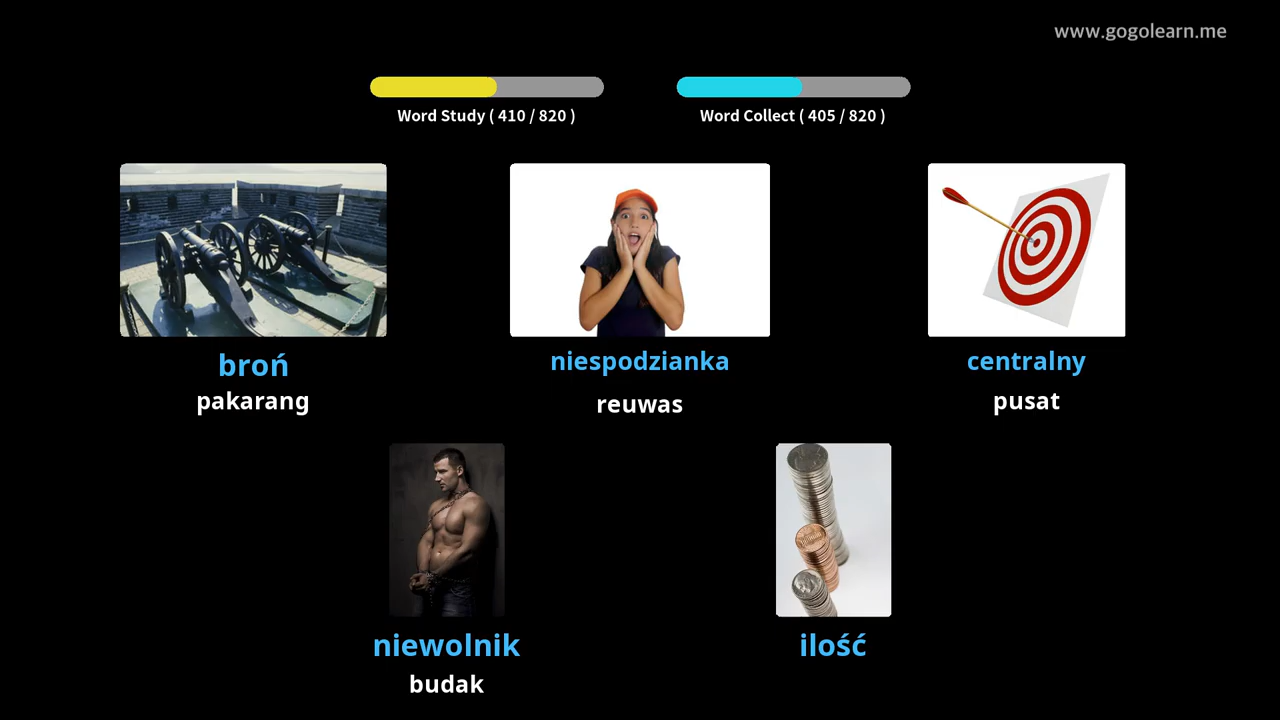 www.gogolearn.me
Word Study ( 410 / 820 )
Word Collect ( 405 / 820 )
broń
pakarang
niespodzianka
reuwas
centralny
pusat
niewolnik
budak
ilość